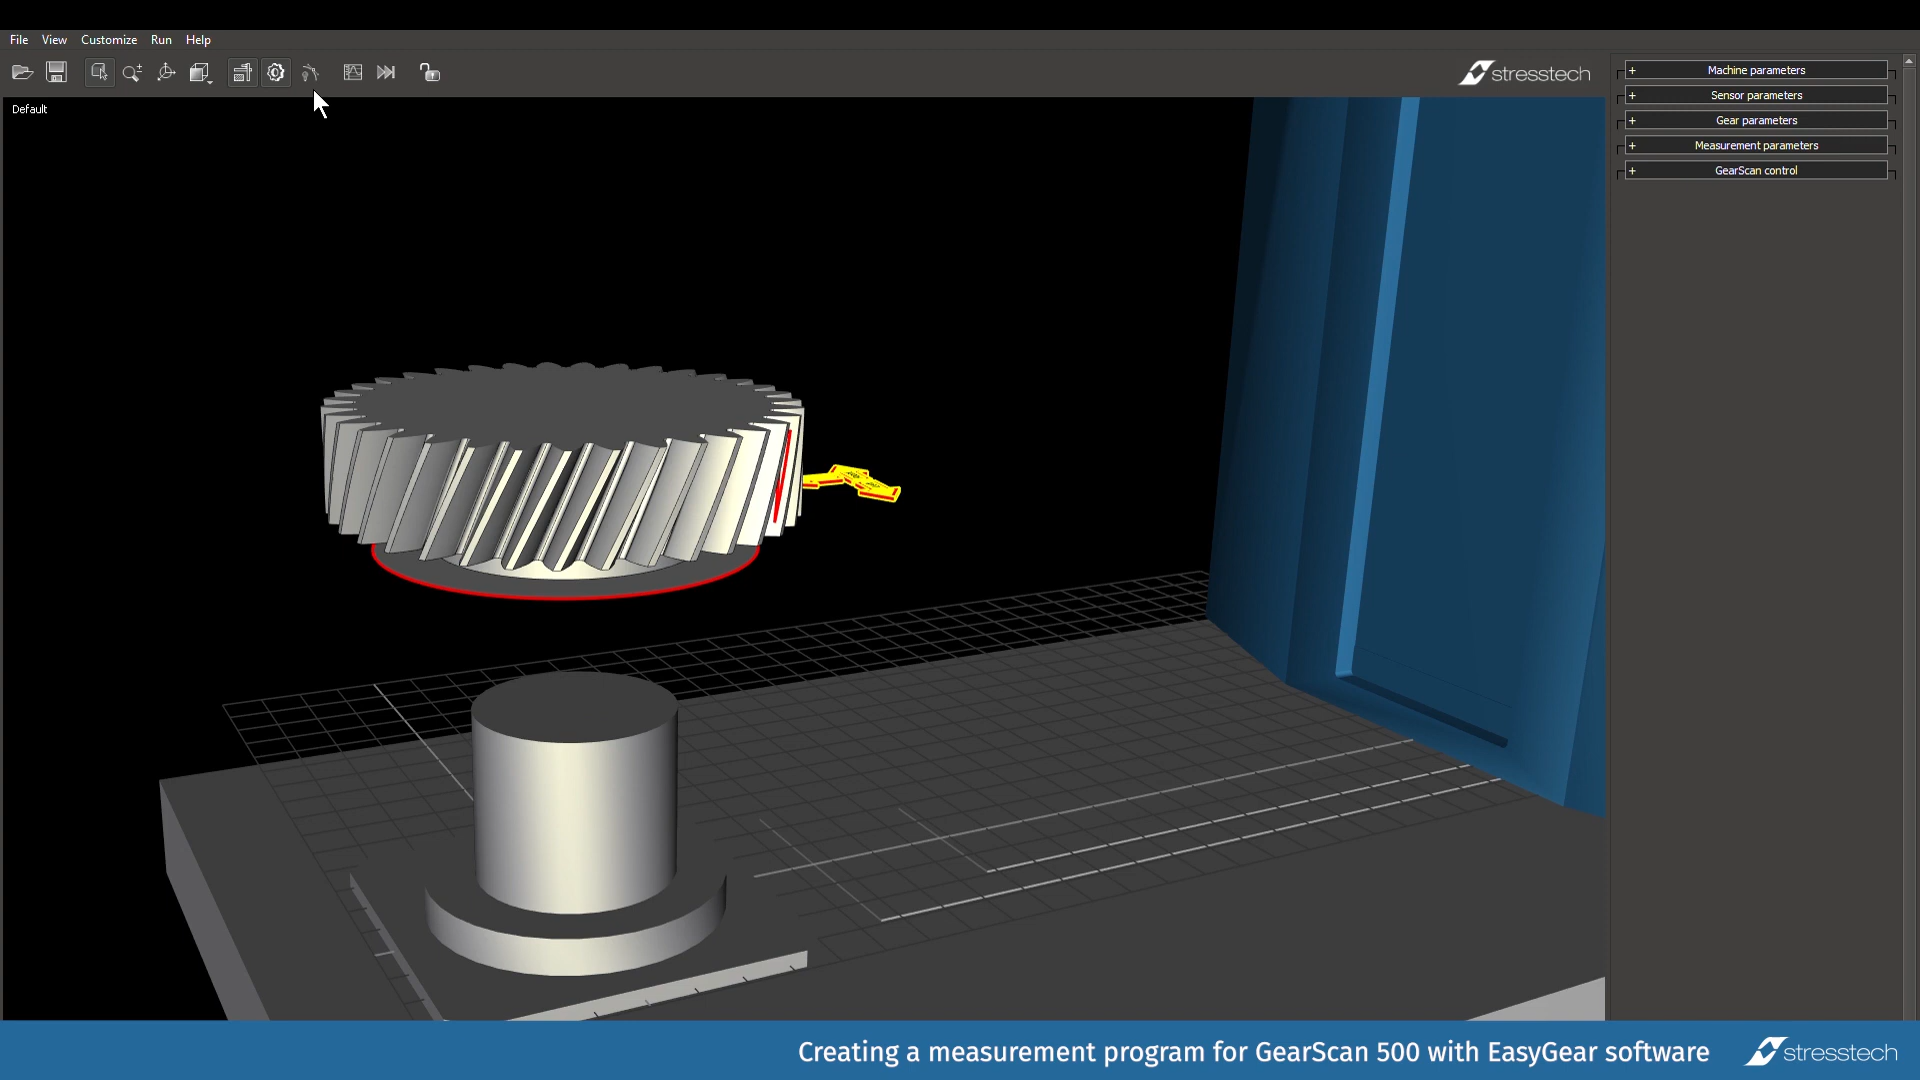 File View Customize Run Help
stresstech
Default
+ Machine parameters
+ Sensor parameters
+ Gear parameters
+ Measurement parameters
+ GearScan control
Creating a measurement program for GearScan 500 with EasyGear software
stresstech